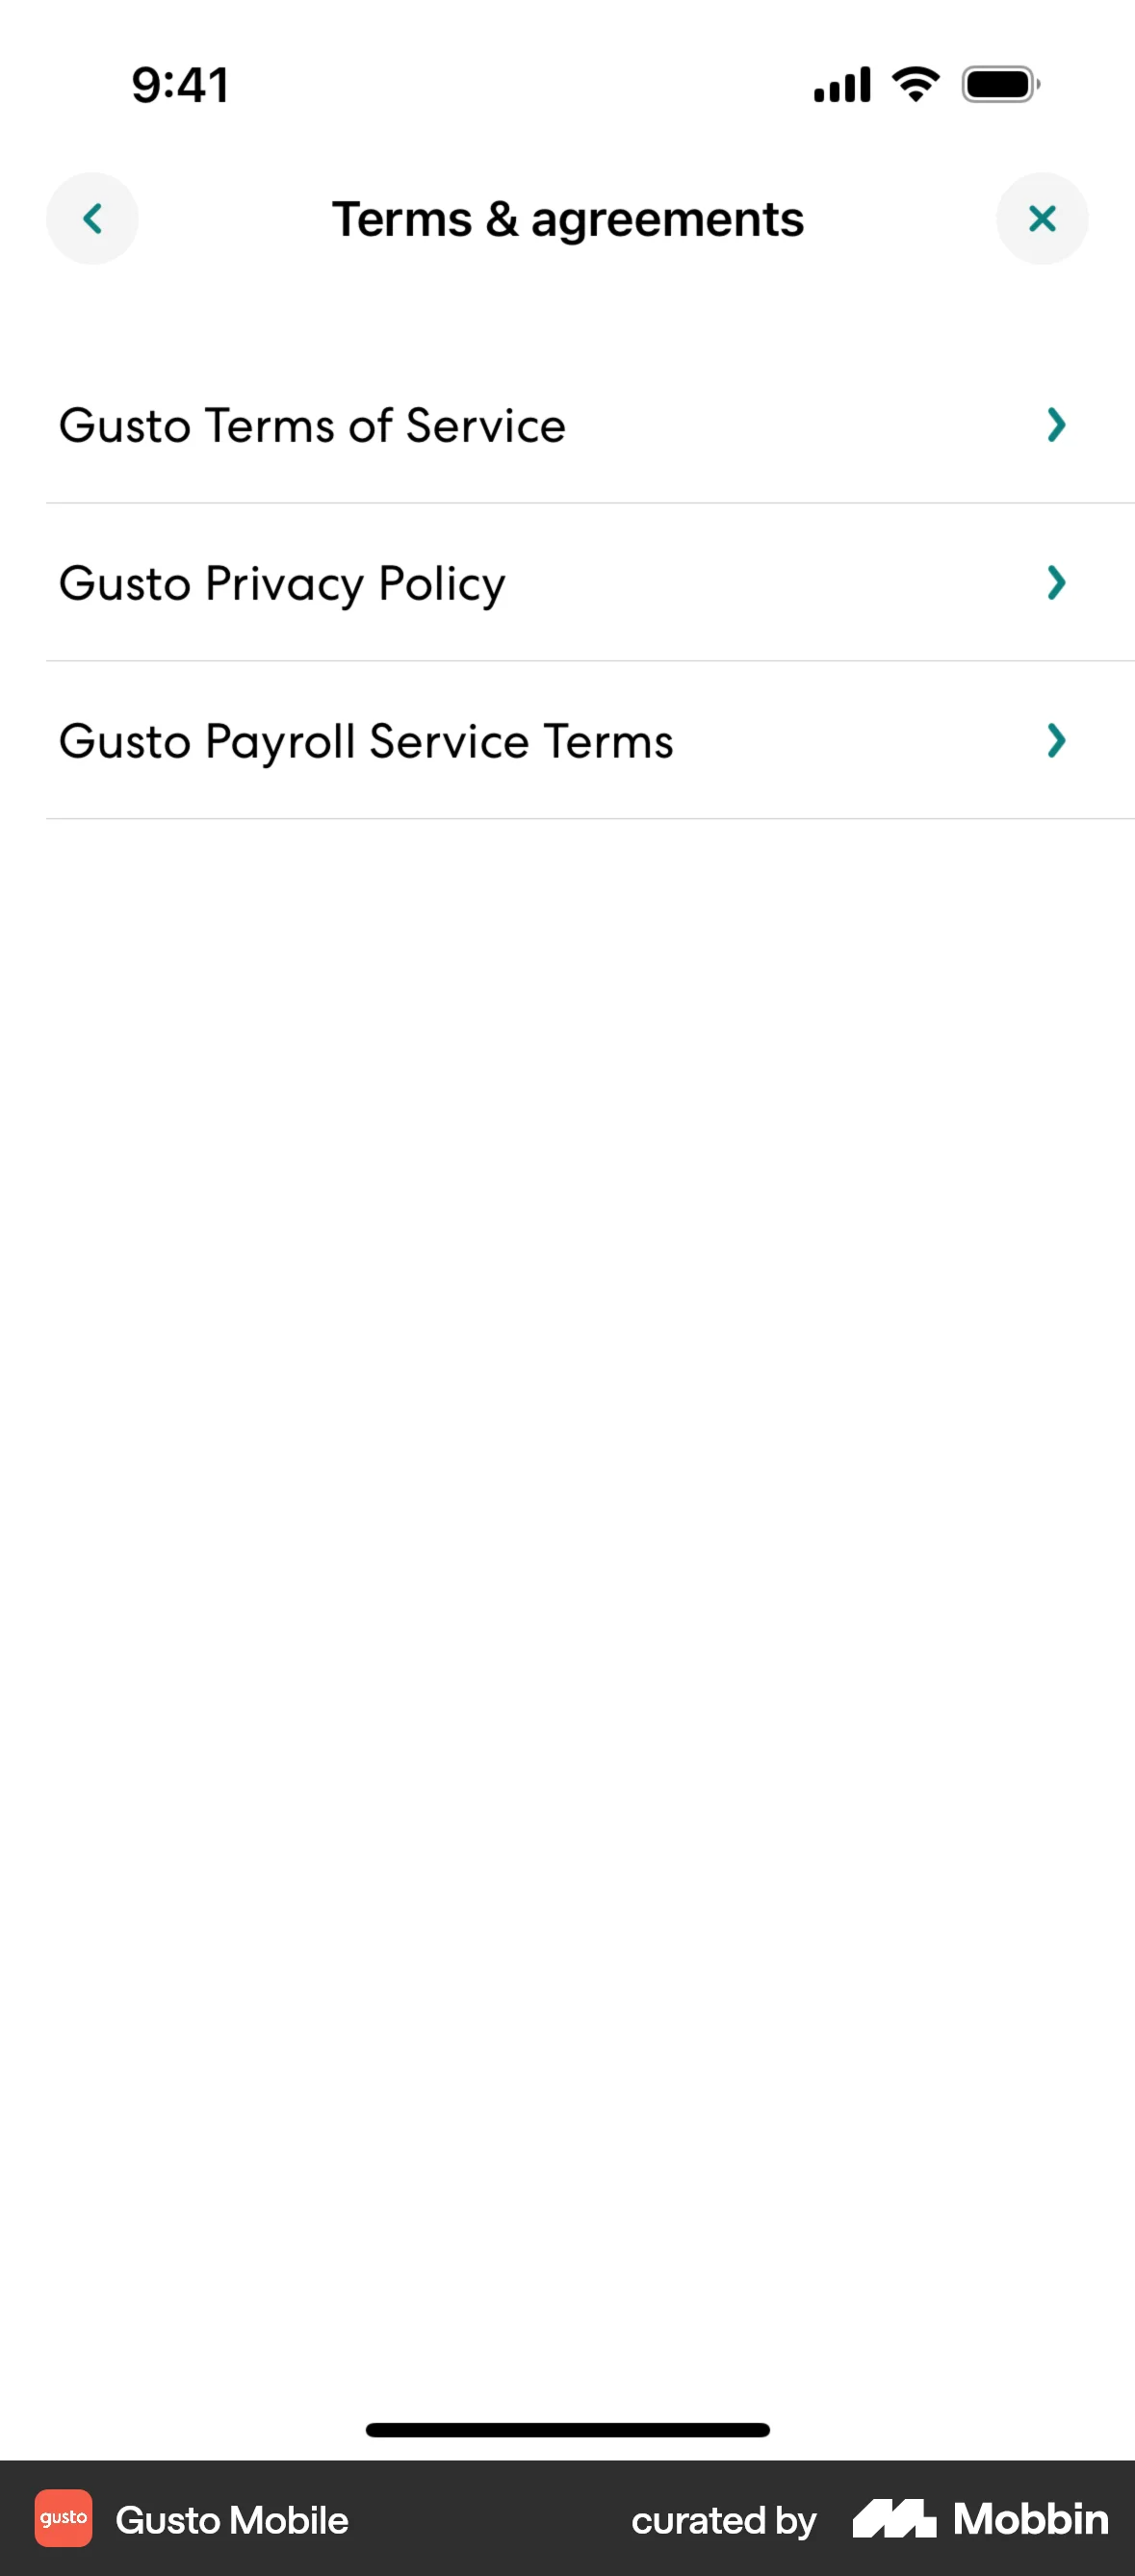 9:41
Terms & agreements
Gusto Terms of Service
Gusto Privacy Policy
Gusto Payroll Service Terms
gusto Gusto Mobile curated by Mobbin